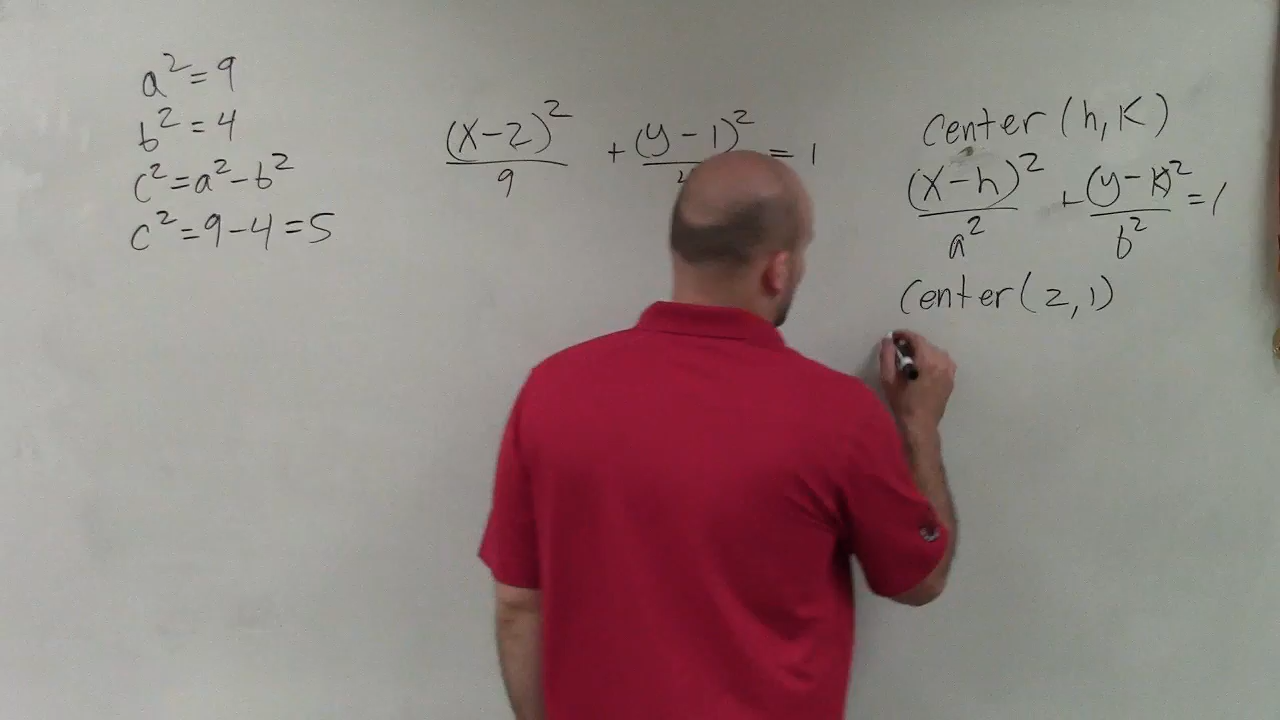 a² = 9
b² = 4
c² = a² - b²
c² = 9 - 4 = 5
(x-2)²/9 + (y-1)²/ = 1
center (h, k)
(x-h)²/a² + (y-k)²/b² = 1
center (2, 1)